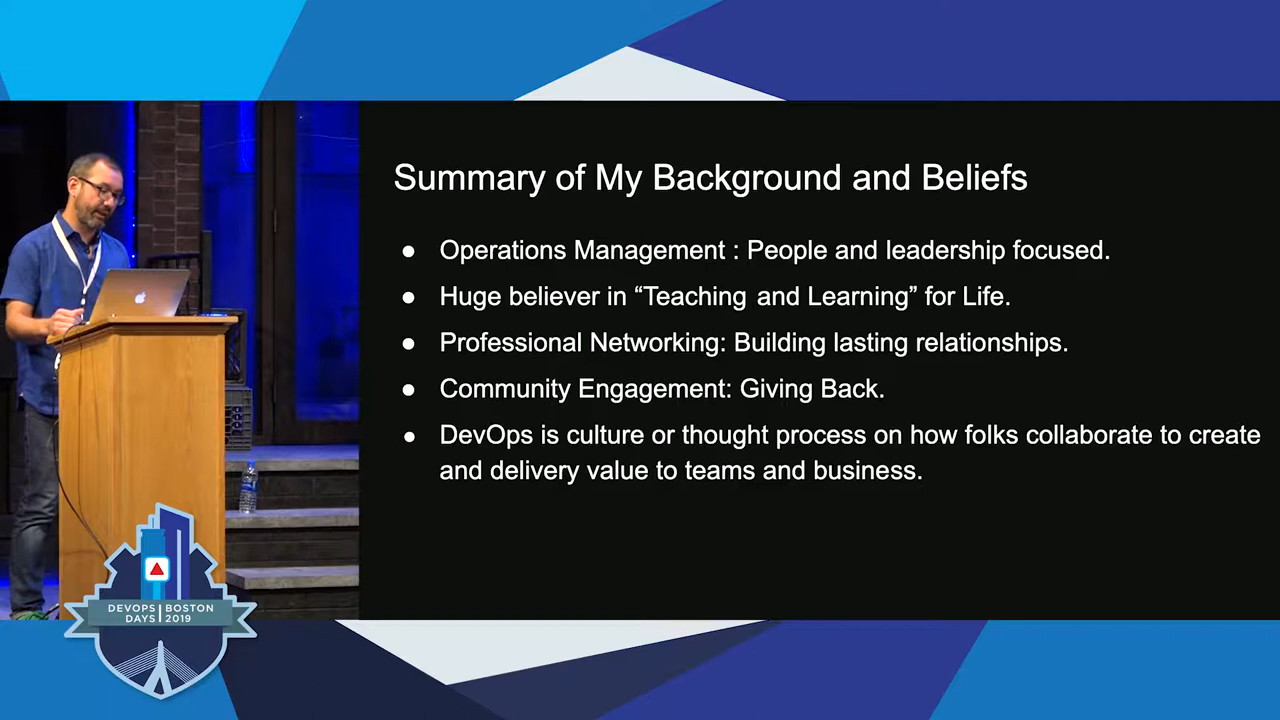 Summary of My Background and Beliefs
● Operations Management : People and leadership focused.
● Huge believer in “Teaching and Learning” for Life.
● Professional Networking: Building lasting relationships.
● Community Engagement: Giving Back.
● DevOps is culture or thought process on how folks collaborate to create
and delivery value to teams and business.
DEVOPS BOSTON
DAYS 2019